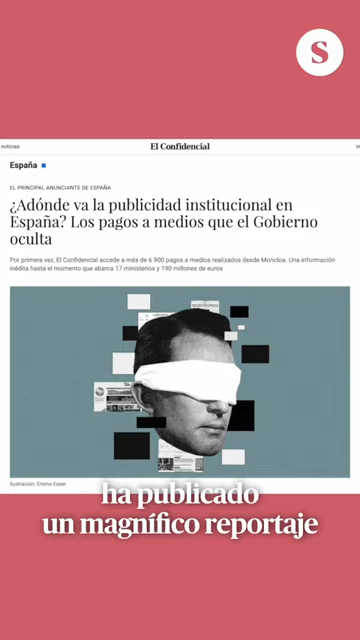 S
noticias
El Confidencial
España
EL PRINCIPAL ANUNCIANTE DE ESPAÑA
¿Adónde va la publicidad institucional en
España? Los pagos a medios que el Gobierno
oculta
Por primera vez, El Confidencial accede a más de 6.900 pagos a medios realizados desde Moncloa. Una información
inédita hasta el momento que abarca 17 ministerios y 190 millones de euros
Ilustración: Emma Esser.
ha publicado
un magnífico reportaje